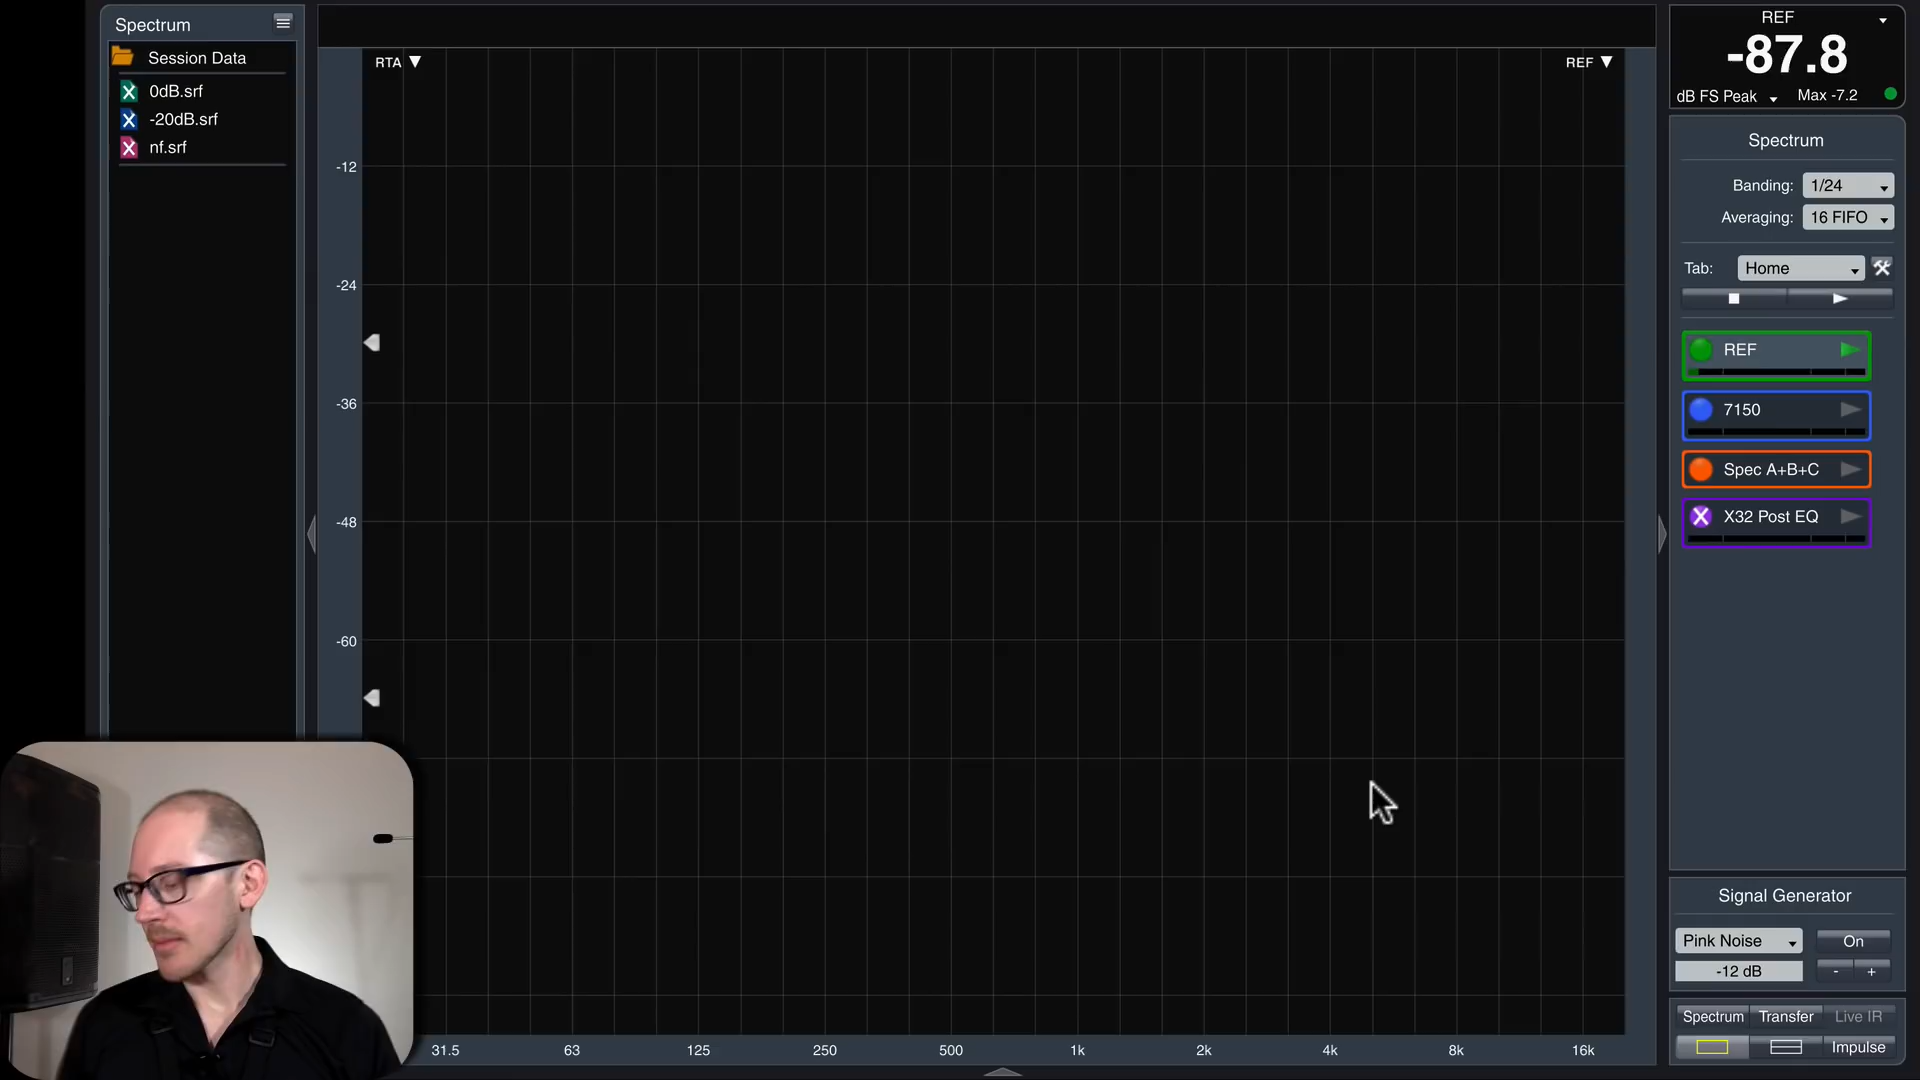 Spectrum
Session Data
0dB.srf
-20dB.srf
nf.srf
RTA
REF
-12
-24
-36
-48
-60
31.5 63 125 250 500 1k 2k 4k 8k 16k
REF
-87.8
dB FS Peak Max -7.2
Spectrum
Banding: 1/24
Averaging: 16 FIFO
Tab: Home
REF
7150
Spec A+B+C
X32 Post EQ
Signal Generator
Pink Noise On
-12 dB - +
Spectrum Transfer Live IR
Impulse